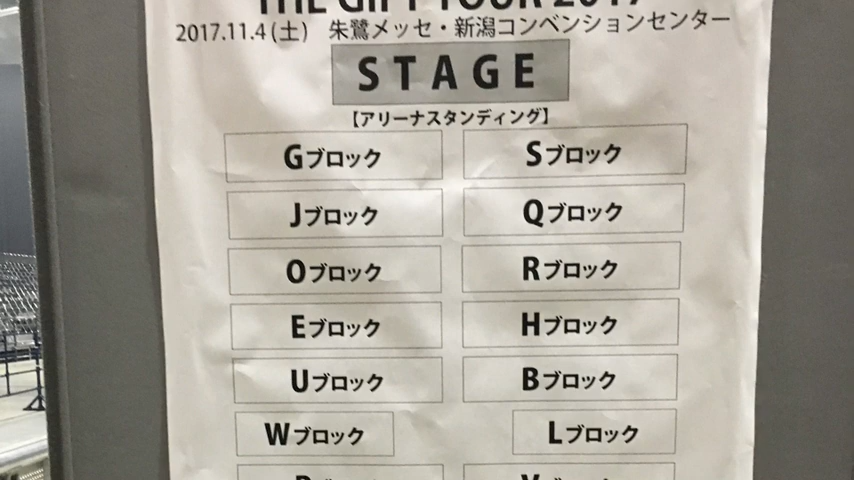 THE GIFT TOUR 2017
2017.11.4(土) 朱鷺メッセ・新潟コンベンションセンター
STAGE
【アリーナスタンディング】
Gブロック Sブロック
Jブロック Qブロック
Oブロック Rブロック
Eブロック Hブロック
Uブロック Bブロック
Wブロック Lブロック